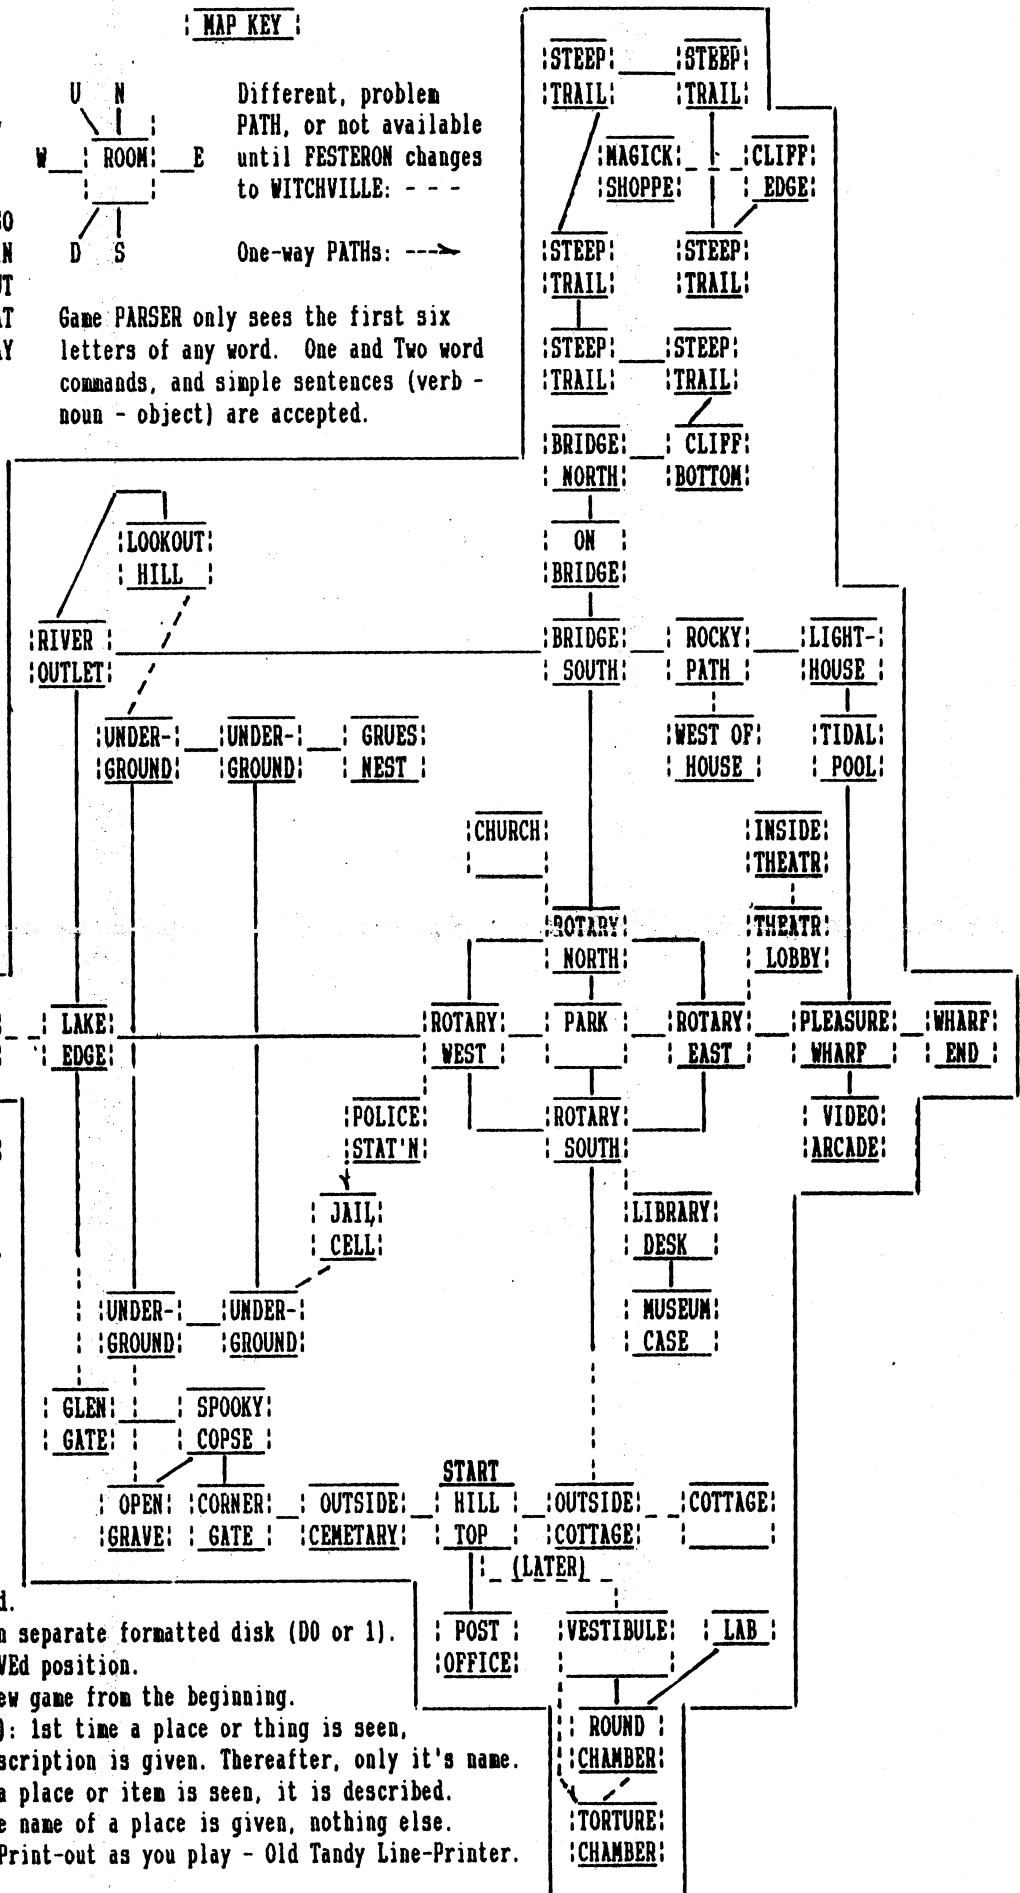 MAP KEY
U N
W ROOM E
D S
Different, problem
PATH, or not available
until FESTERON changes
to WITCHVILLE: - - -
One-way PATHs: --->
Game PARSER only sees the first six
letters of any word. One and Two word
commands, and simple sentences (verb -
noun - object) are accepted.
STEEP TRAIL
STEEP TRAIL
MAGICK SHOPPE
CLIFF EDGE
STEEP TRAIL
STEEP TRAIL
STEEP TRAIL
STEEP TRAIL
BRIDGE NORTH
CLIFF BOTTOM
LOOKOUT HILL
ON BRIDGE
RIVER OUTLET
BRIDGE SOUTH
ROCKY PATH
LIGHT-HOUSE
UNDER-GROUND
UNDER-GROUND
GRUES NEST
WEST OF HOUSE
TIDAL POOL
CHURCH
INSIDE THEATR
ROTARY NORTH
THEATR LOBBY
LAKE EDGE
ROTARY WEST
PARK
ROTARY EAST
PLEASURE WHARF
WHARF END
POLICE STAT'N
ROTARY SOUTH
VIDEO ARCADE
JAIL CELL
LIBRARY DESK
UNDER-GROUND
UNDER-GROUND
MUSEUM CASE
GLEN GATE
SPOOKY COPSE
START
OPEN GRAVE
CORNER GATE
OUTSIDE CEMETARY
HILL TOP
OUTSIDE COTTAGE
COTTAGE
(LATER)
POST OFFICE
VESTIBULE
LAB
ROUND CHAMBER
TORTURE CHAMBER
d.
n separate formatted disk (D0 or 1).
VEd position.
ew game from the beginning.
): 1st time a place or thing is seen,
scription is given. Thereafter, only it's name.
a place or item is seen, it is described.
e name of a place is given, nothing else.
Print-out as you play - Old Tandy Line-Printer.